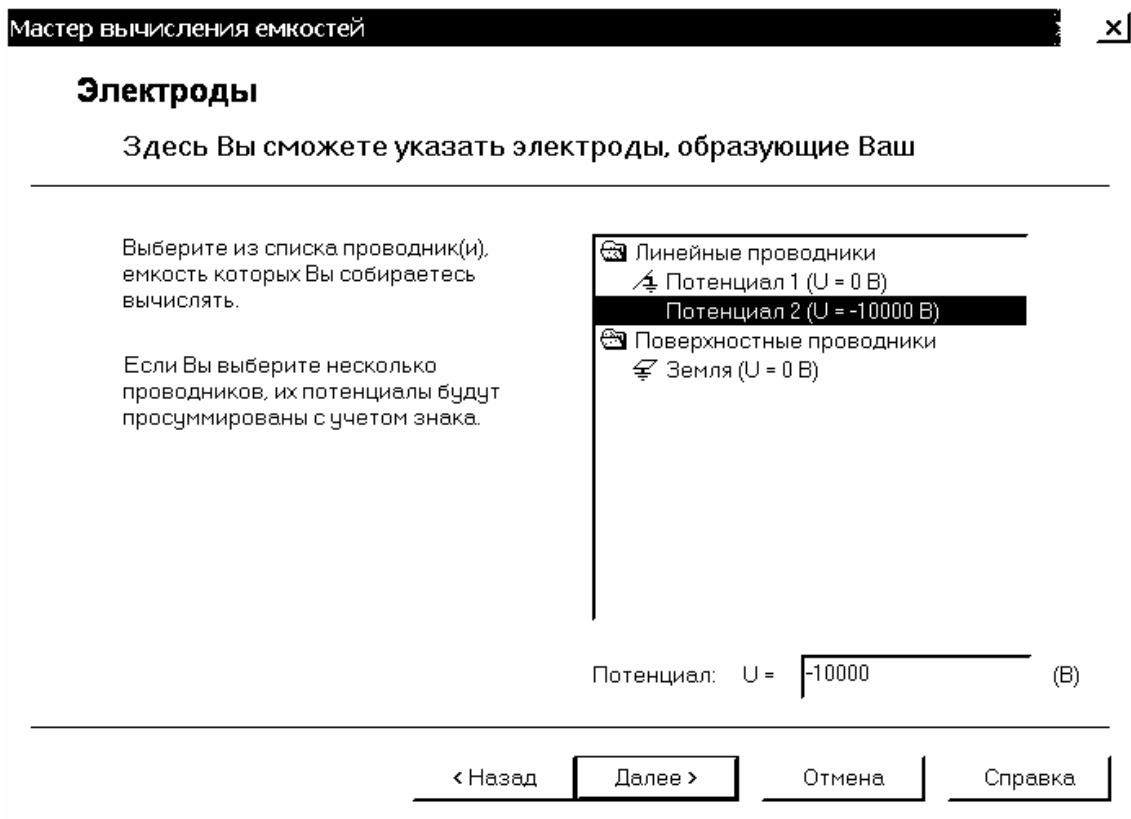 Мастер вычисления емкостей
Электроды
Здесь Вы сможете указать электроды, образующие Ваш
Выберите из списка проводник(и),
емкость которых Вы собираетесь
вычислять.
Если Вы выберите несколько
проводников, их потенциалы будут
просуммированы с учетом знака.
Линейные проводники
Потенциал 1 (U = 0 В)
Потенциал 2 (U = -10000 В)
Поверхностные проводники
Земля (U = 0 В)
Потенциал: U = -10000 (В)
< Назад Далее > Отмена Справка